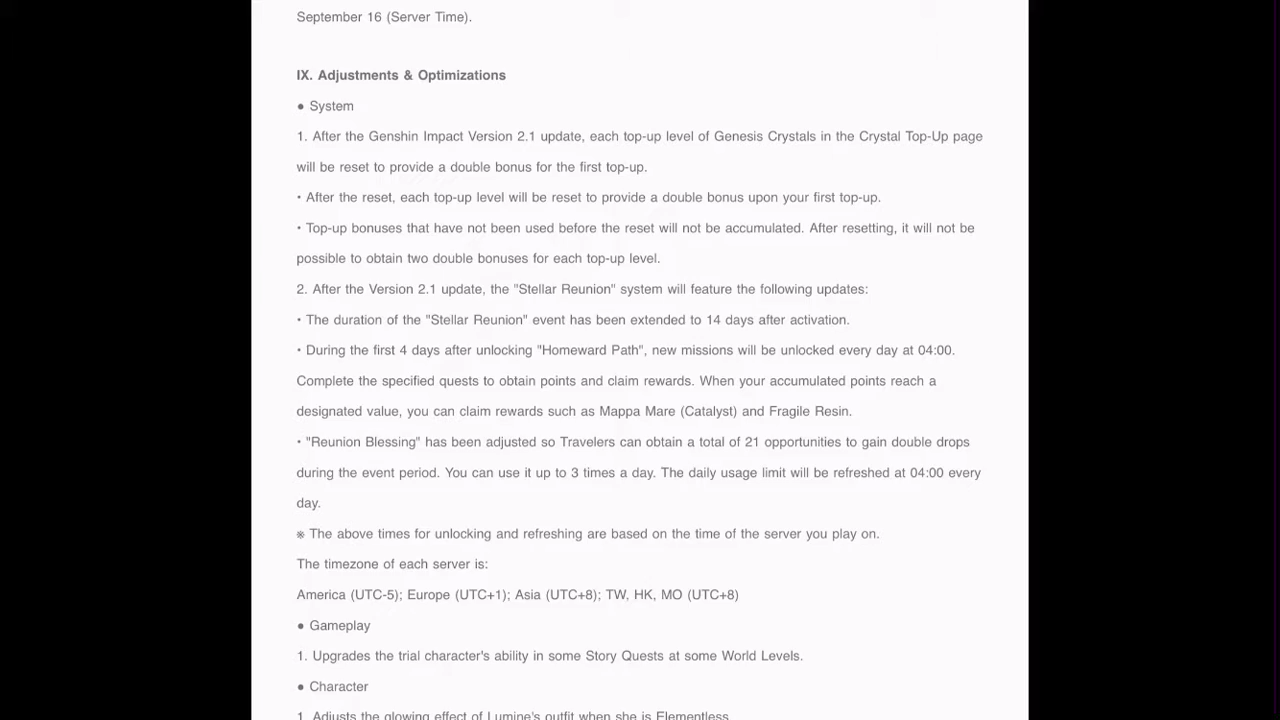 September 16 (Server Time).
IX. Adjustments & Optimizations
● System
1. After the Genshin Impact Version 2.1 update, each top-up level of Genesis Crystals in the Crystal Top-Up page
will be reset to provide a double bonus for the first top-up.
• After the reset, each top-up level will be reset to provide a double bonus upon your first top-up.
• Top-up bonuses that have not been used before the reset will not be accumulated. After resetting, it will not be
possible to obtain two double bonuses for each top-up level.
2. After the Version 2.1 update, the "Stellar Reunion" system will feature the following updates:
• The duration of the "Stellar Reunion" event has been extended to 14 days after activation.
• During the first 4 days after unlocking "Homeward Path", new missions will be unlocked every day at 04:00.
Complete the specified quests to obtain points and claim rewards. When your accumulated points reach a
designated value, you can claim rewards such as Mappa Mare (Catalyst) and Fragile Resin.
• "Reunion Blessing" has been adjusted so Travelers can obtain a total of 21 opportunities to gain double drops
during the event period. You can use it up to 3 times a day. The daily usage limit will be refreshed at 04:00 every
day.
※ The above times for unlocking and refreshing are based on the time of the server you play on.
The timezone of each server is:
America (UTC-5); Europe (UTC+1); Asia (UTC+8); TW, HK, MO (UTC+8)
● Gameplay
1. Upgrades the trial character's ability in some Story Quests at some World Levels.
● Character
1. Adjusts the glowing effect of Lumine's outfit when she is Elementless.